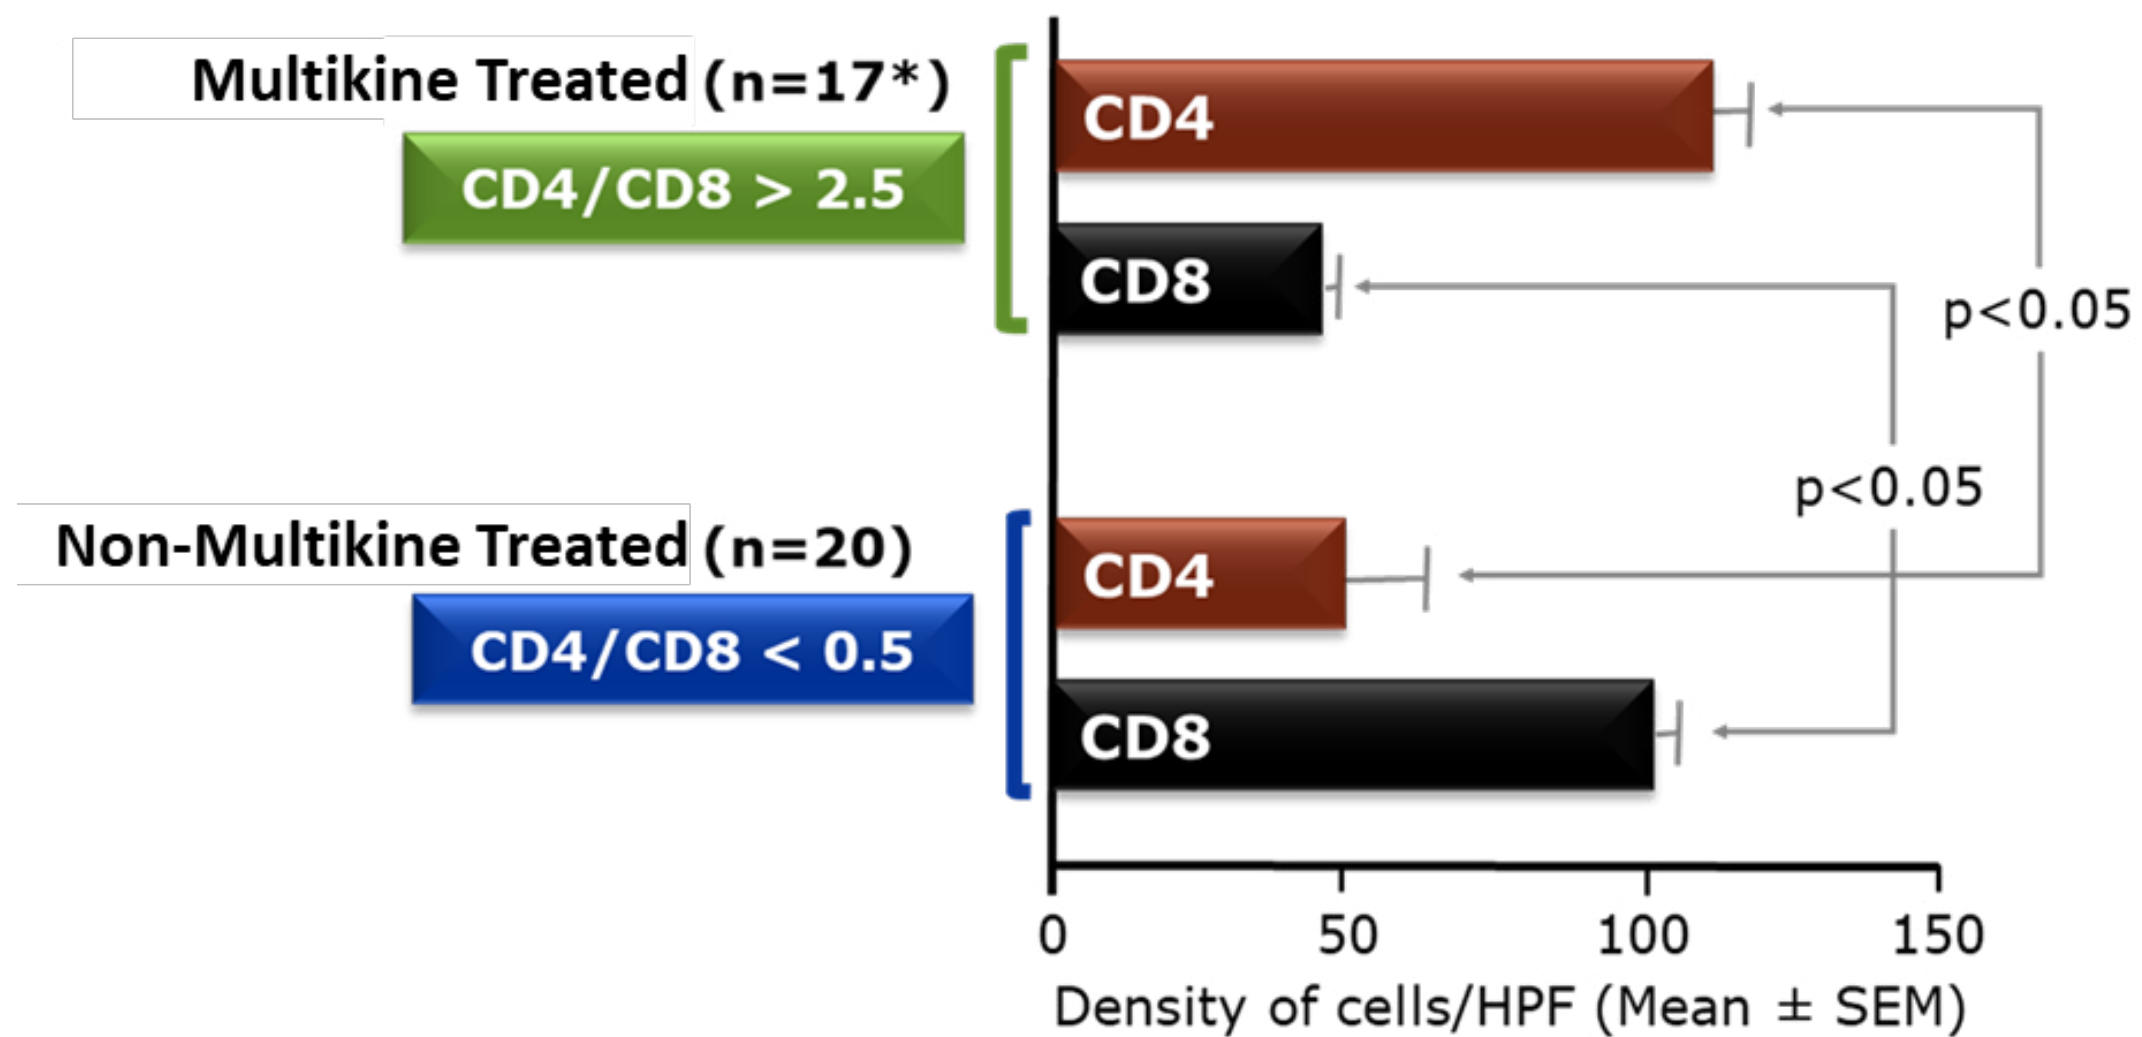 Multikine Treated (n=17*)
CD4/CD8 > 2.5
CD4
CD8
p<0.05
p<0.05
Non-Multikine Treated (n=20)
CD4/CD8 < 0.5
CD4
CD8
0 50 100 150
Density of cells/HPF (Mean ± SEM)